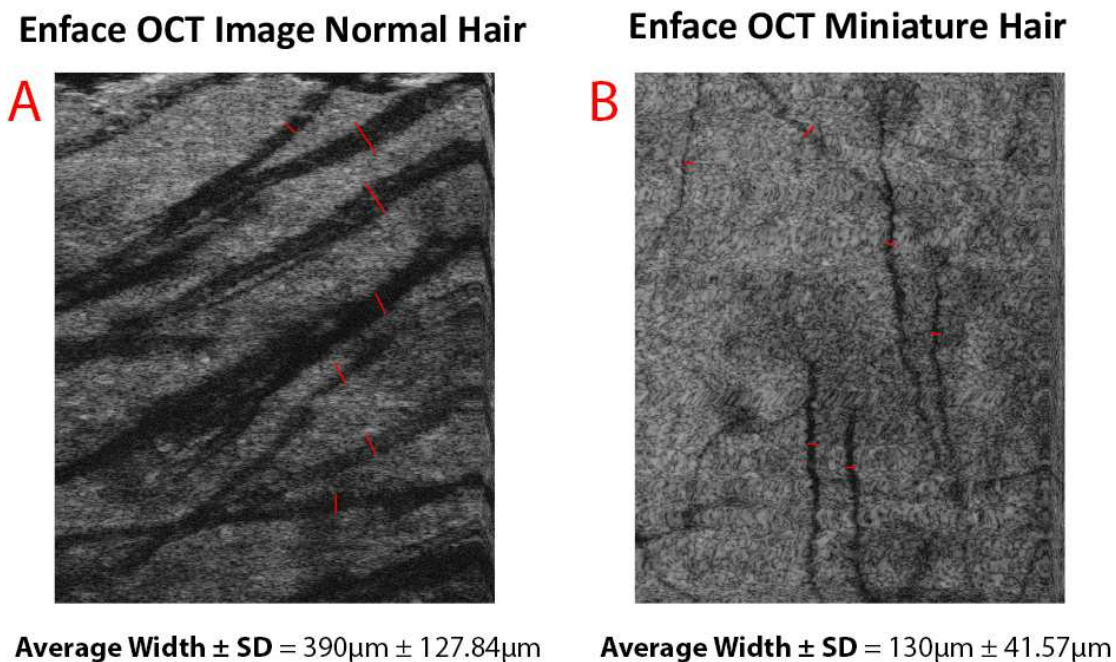 Enface OCT Image Normal Hair
Enface OCT Miniature Hair
A
B
Average Width ± SD = 390μm ± 127.84μm
Average Width ± SD = 130μm ± 41.57μm